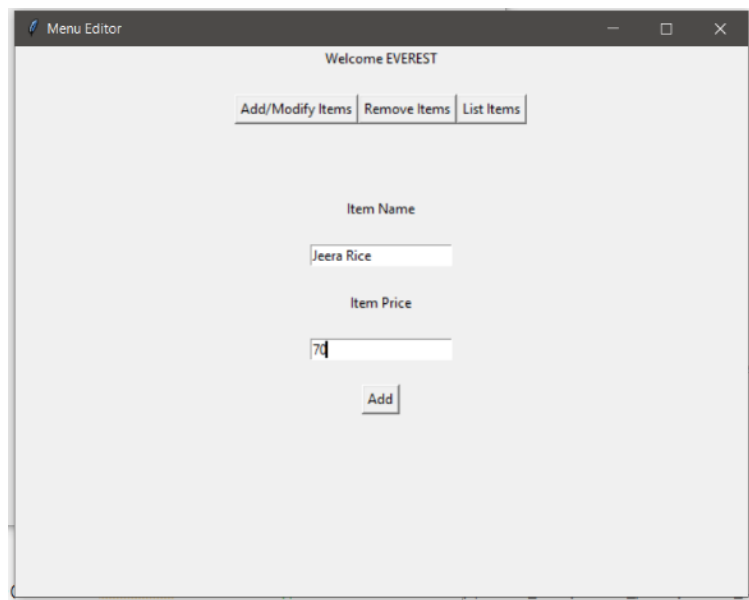 Menu Editor
Welcome EVEREST
Add/Modify Items Remove Items List Items
Item Name
Jeera Rice
Item Price
70
Add